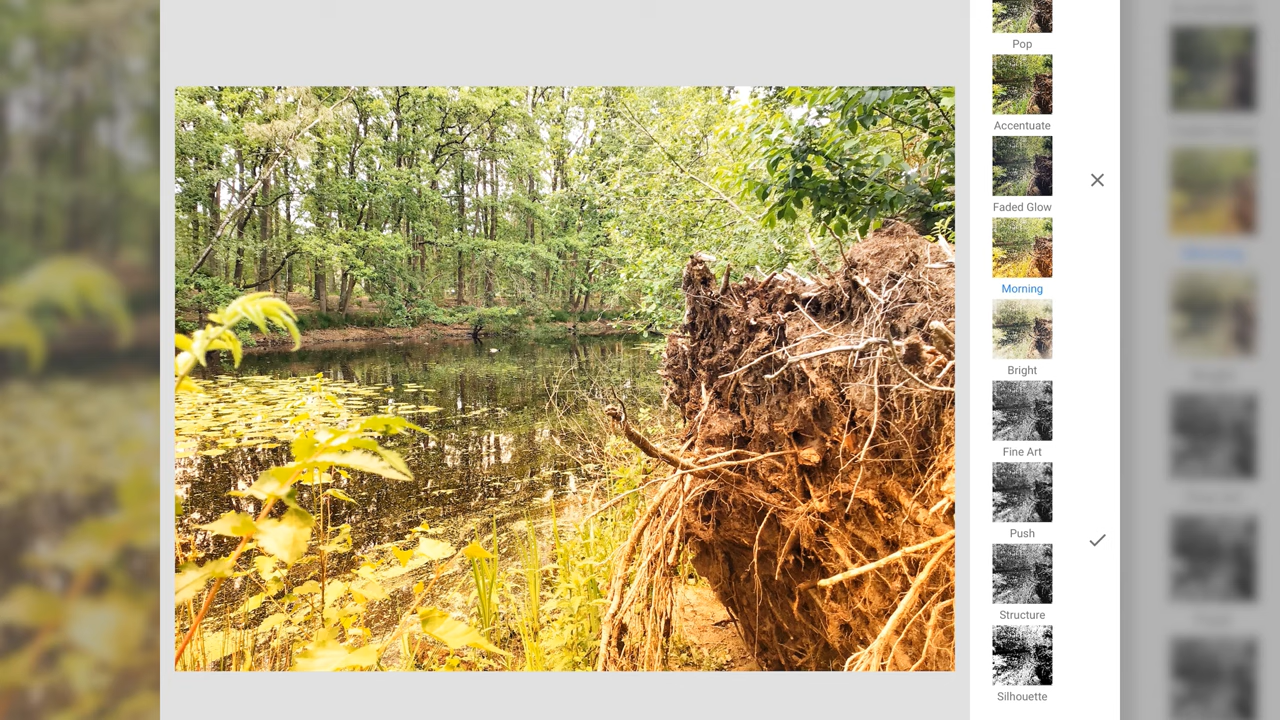 Pop
Accentuate
Faded Glow
Morning
Bright
Fine Art
Push
Structure
Silhouette